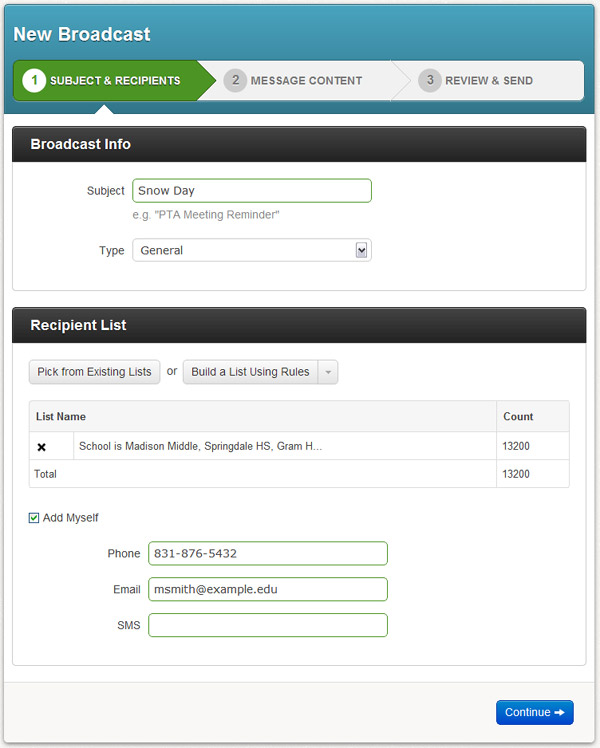 New Broadcast
1 SUBJECT & RECIPIENTS 2 MESSAGE CONTENT 3 REVIEW & SEND
Broadcast Info
Subject Snow Day
e.g. "PTA Meeting Reminder"
Type General
Recipient List
Pick from Existing Lists or Build a List Using Rules
List Name Count
School is Madison Middle, Springdale HS, Gram H... 13200
Total 13200
Add Myself
Phone 831-876-5432
Email msmith@example.edu
SMS
Continue